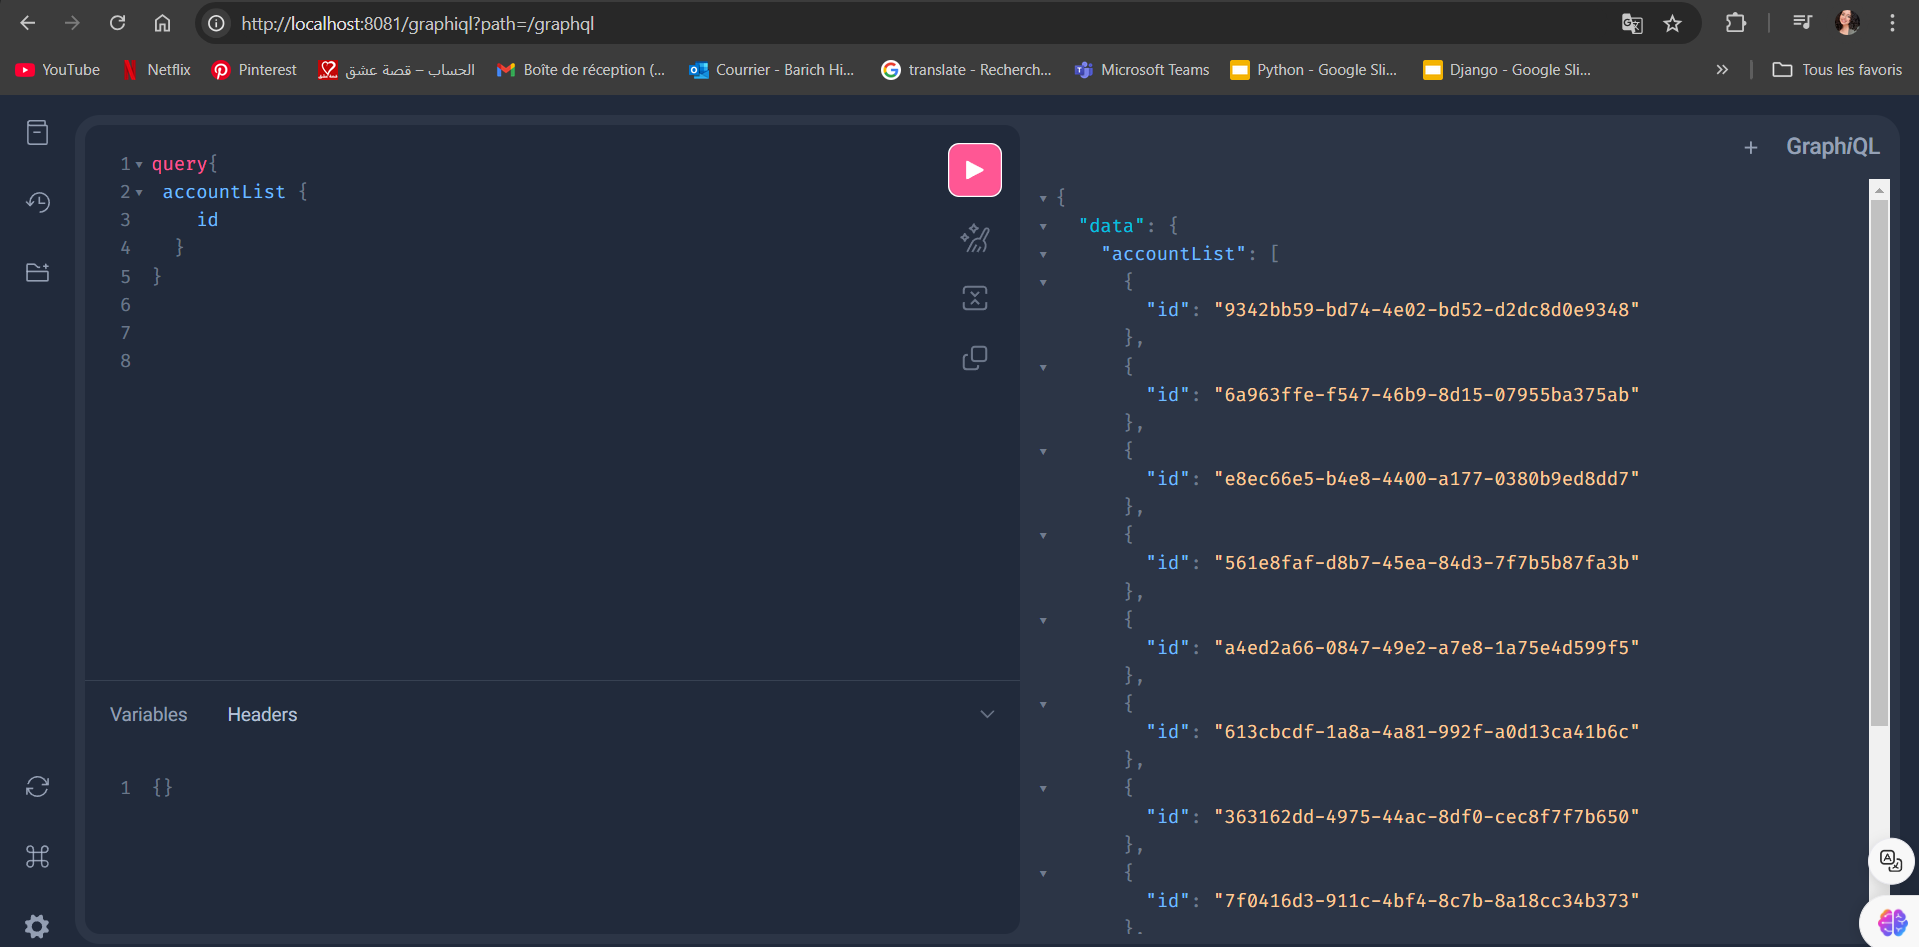 http://localhost:8081/graphiql?path=/graphql
YouTube
Netflix
Pinterest
الحساب – قصة عشق
Boîte de réception (...
Courrier - Barich Hi...
translate - Recherch...
Microsoft Teams
Python - Google Sli...
Django - Google Sli...
»
Tous les favoris
GraphiQL
1 query{
2 accountList {
3 id
4 }
5 }
6
7
8
Variables
Headers
1 {}
{
"data": {
"accountList": [
{
"id": "9342bb59-bd74-4e02-bd52-d2dc8d0e9348"
},
{
"id": "6a963ffe-f547-46b9-8d15-07955ba375ab"
},
{
"id": "e8ec66e5-b4e8-4400-a177-0380b9ed8dd7"
},
{
"id": "561e8faf-d8b7-45ea-84d3-7f7b5b87fa3b"
},
{
"id": "a4ed2a66-0847-49e2-a7e8-1a75e4d599f5"
},
{
"id": "613cbcdf-1a8a-4a81-992f-a0d13ca41b6c"
},
{
"id": "363162dd-4975-44ac-8df0-cec8f7f7b650"
},
{
"id": "7f0416d3-911c-4bf4-8c7b-8a18cc34b373"
},